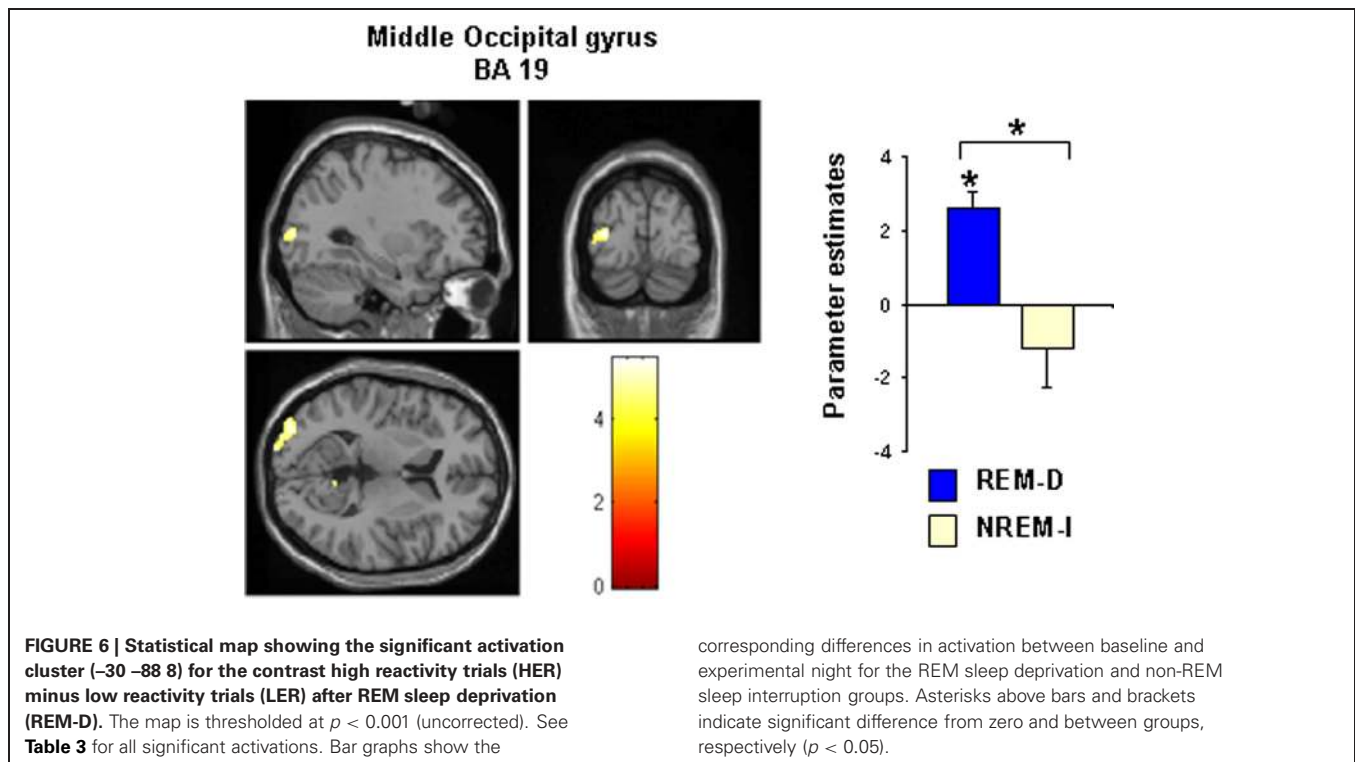 Middle Occipital gyrus
BA 19
4
2
0
Parameter estimates
4
2
0
-2
-4
*
*
REM-D
NREM-I
FIGURE 6 | Statistical map showing the significant activation
cluster (–30 –88 8) for the contrast high reactivity trials (HER)
minus low reactivity trials (LER) after REM sleep deprivation
(REM-D). The map is thresholded at p < 0.001 (uncorrected). See
Table 3 for all significant activations. Bar graphs show the
corresponding differences in activation between baseline and
experimental night for the REM sleep deprivation and non-REM
sleep interruption groups. Asterisks above bars and brackets
indicate significant difference from zero and between groups,
respectively (p < 0.05).